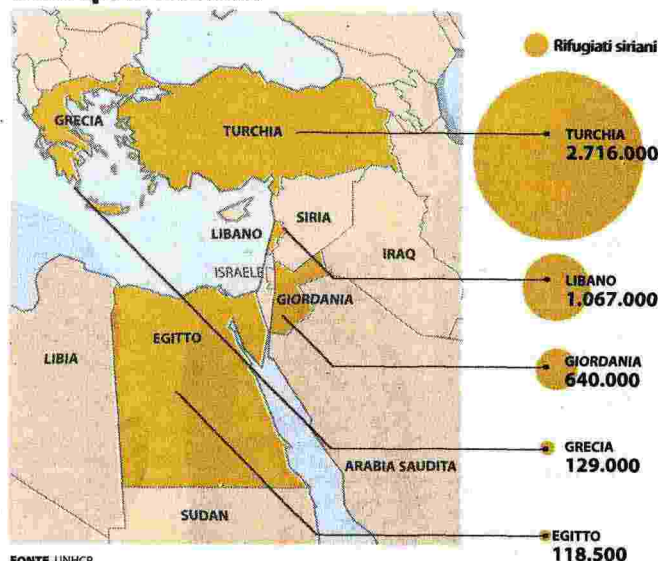 Rifugiati siriani
GRECIA
TURCHIA
TURCHIA
2.716.000
SIRIA
LIBANO
IRAQ
ISRAELE
LIBANO
1.067.000
GIORDANIA
EGITTO
LIBIA
GIORDANIA
640.000
GRECIA
129.000
ARABIA SAUDITA
SUDAN
EGITTO
118.500
FONTE UNHCR